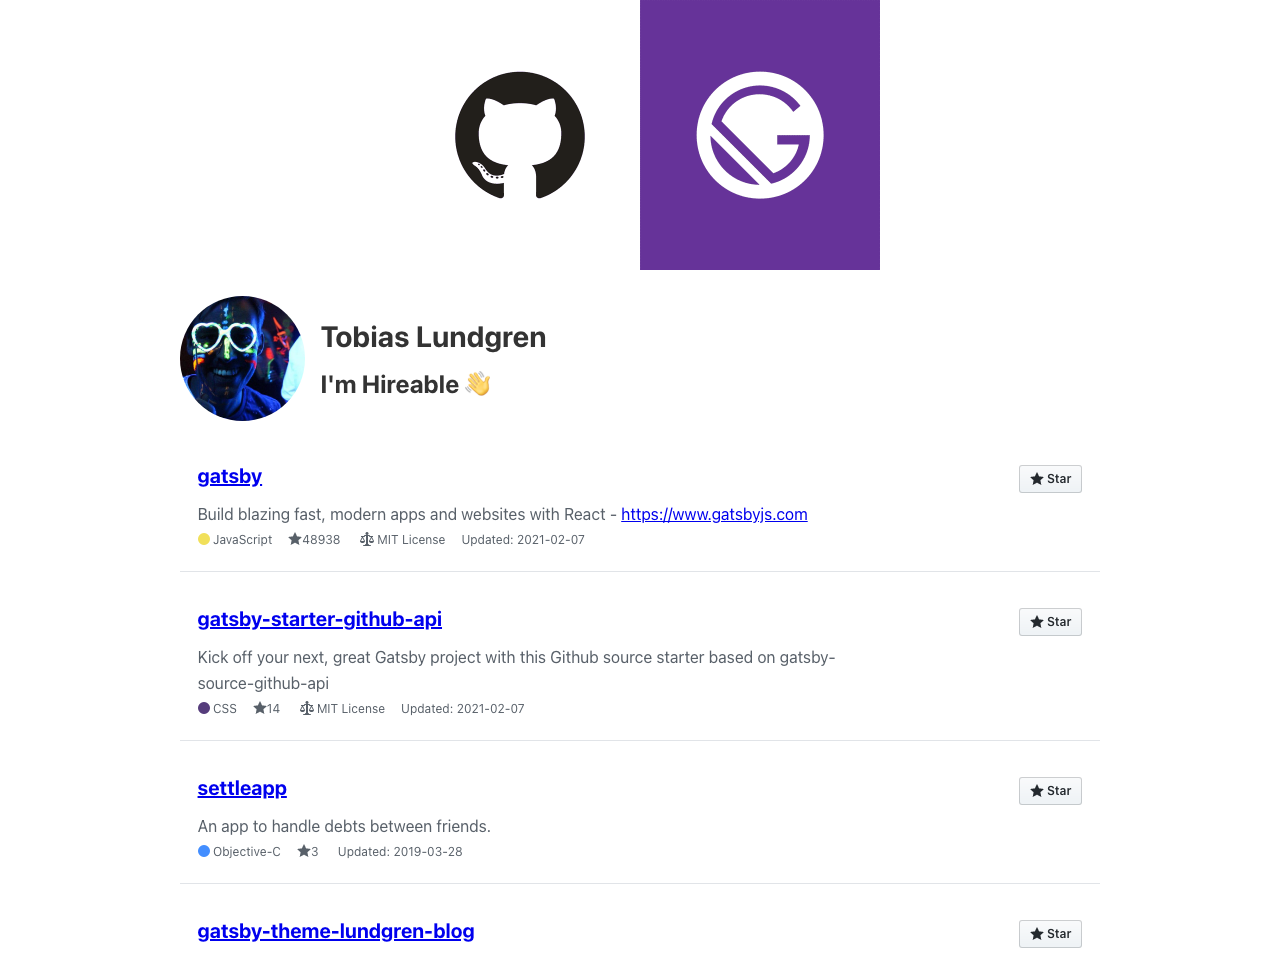 Tobias Lundgren
I'm Hireable 👋
gatsby
Star
Build blazing fast, modern apps and websites with React - https://www.gatsbyjs.com
JavaScript 48938 MIT License Updated: 2021-02-07
gatsby-starter-github-api
Star
Kick off your next, great Gatsby project with this Github source starter based on gatsby-
source-github-api
CSS 14 MIT License Updated: 2021-02-07
settleapp
Star
An app to handle debts between friends.
Objective-C 3 Updated: 2019-03-28
gatsby-theme-lundgren-blog
Star